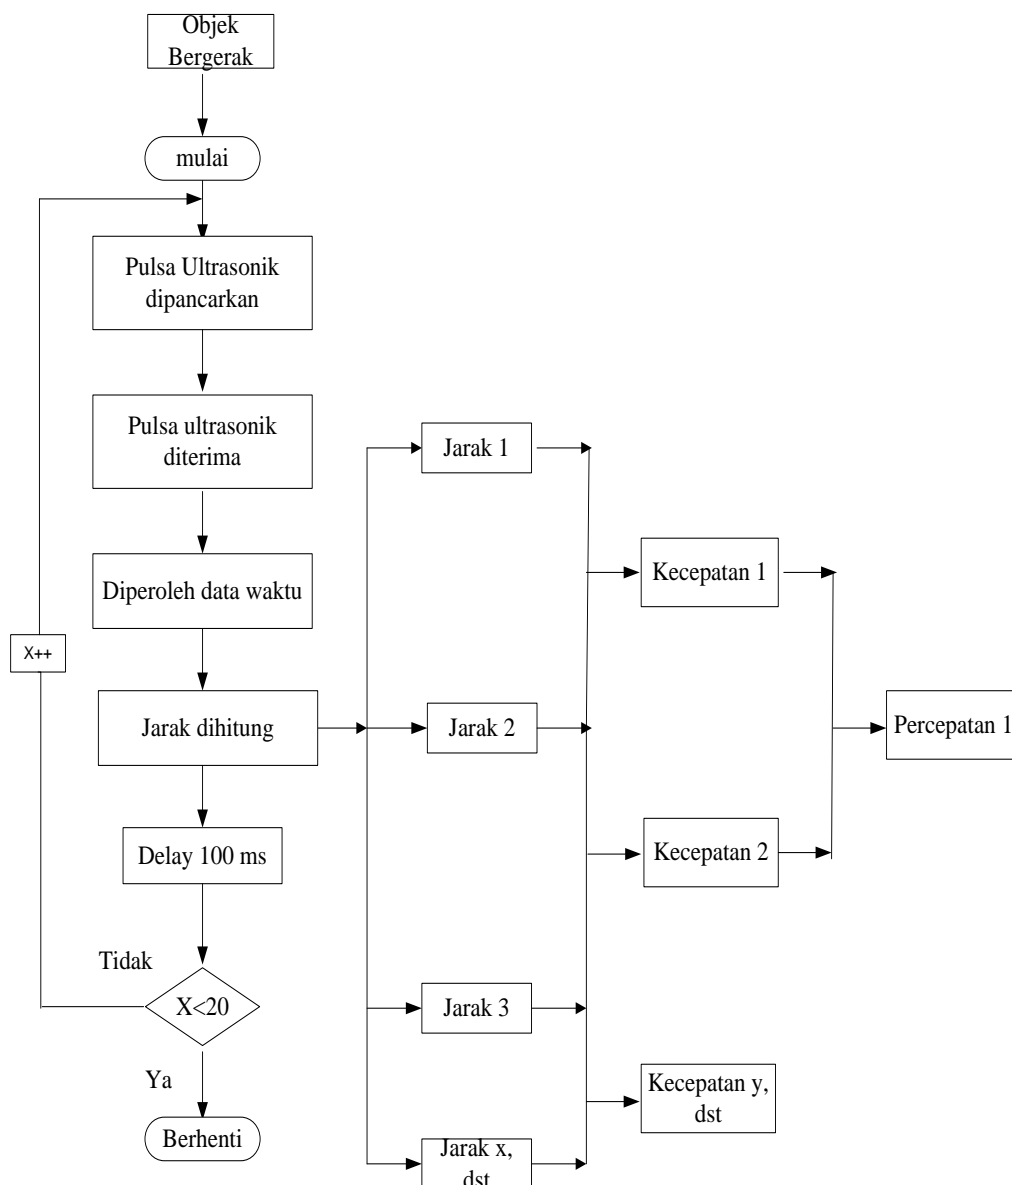 Objek
Bergerak
mulai
Pulsa Ultrasonik
dipancarkan
Pulsa ultrasonik
diterima
Diperoleh data waktu
X++
Jarak dihitung
Delay 100 ms
Tidak
X<20
Ya
Berhenti
Jarak 1
Jarak 2
Jarak 3
Jarak x,
dst
Kecepatan 1
Kecepatan 2
Kecepatan y,
dst
Percepatan 1